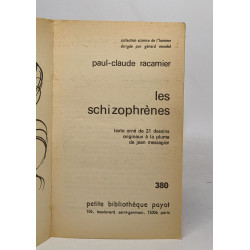 collection science de l'homme
dirigée par gérard mendel
paul-claude racamier
les
schizophrènes
texte orné de 21 dessins
originaux à la plume
de jean messagier
380
petite bibliothèque payot
106, boulevard saint-germain, 75006 paris